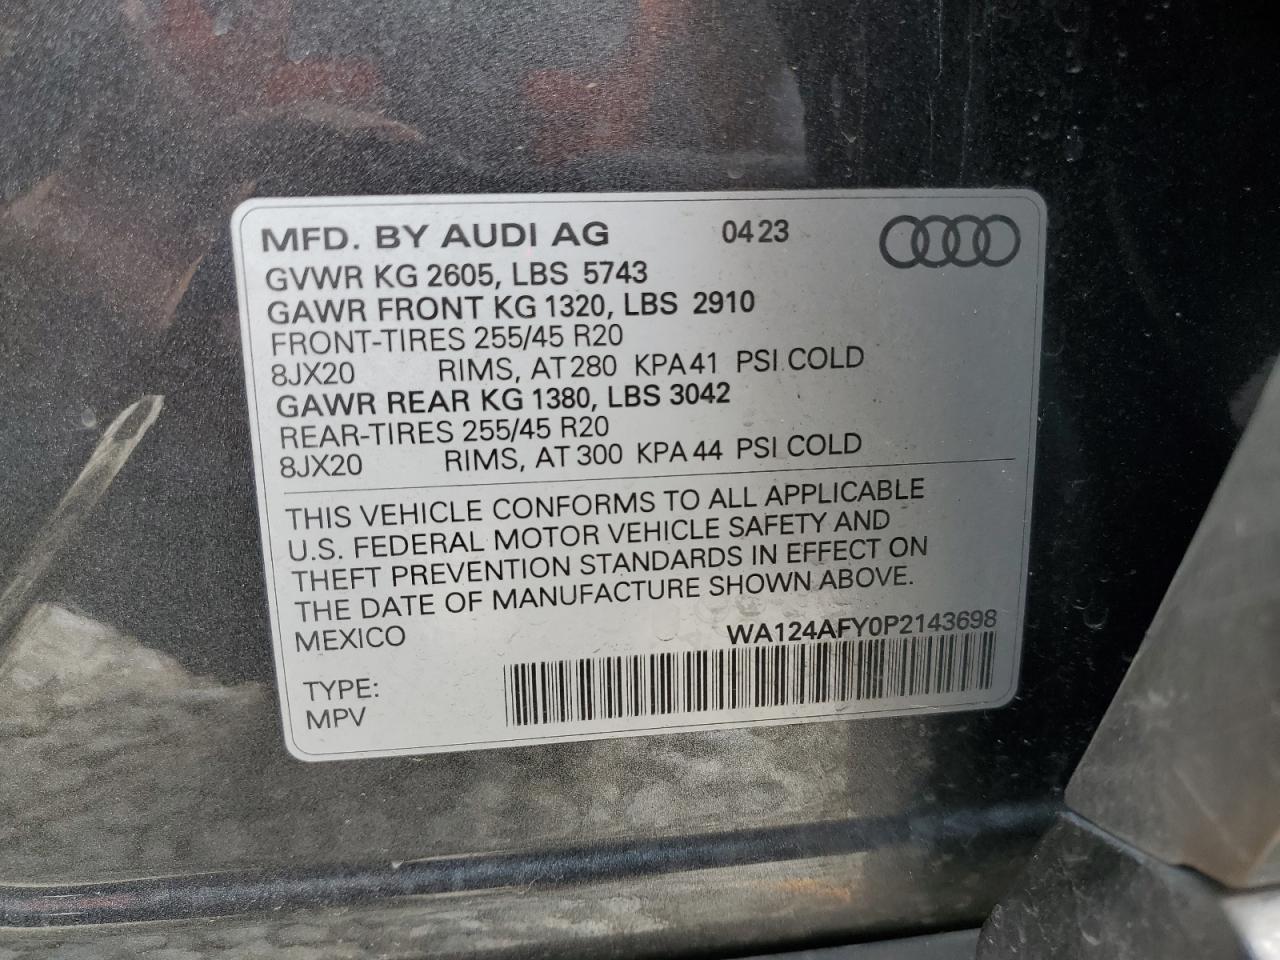 MFD. BY AUDI AG 0423
GVWR KG 2605, LBS 5743
GAWR FRONT KG 1320, LBS 2910
FRONT-TIRES 255/45 R20
8JX20 RIMS, AT 280 KPA 41 PSI COLD
GAWR REAR KG 1380, LBS 3042
REAR-TIRES 255/45 R20
8JX20 RIMS, AT 300 KPA 44 PSI COLD
THIS VEHICLE CONFORMS TO ALL APPLICABLE
U.S. FEDERAL MOTOR VEHICLE SAFETY AND
THEFT PREVENTION STANDARDS IN EFFECT ON
THE DATE OF MANUFACTURE SHOWN ABOVE.
MEXICO WA124AFY0P2143698
TYPE:
MPV